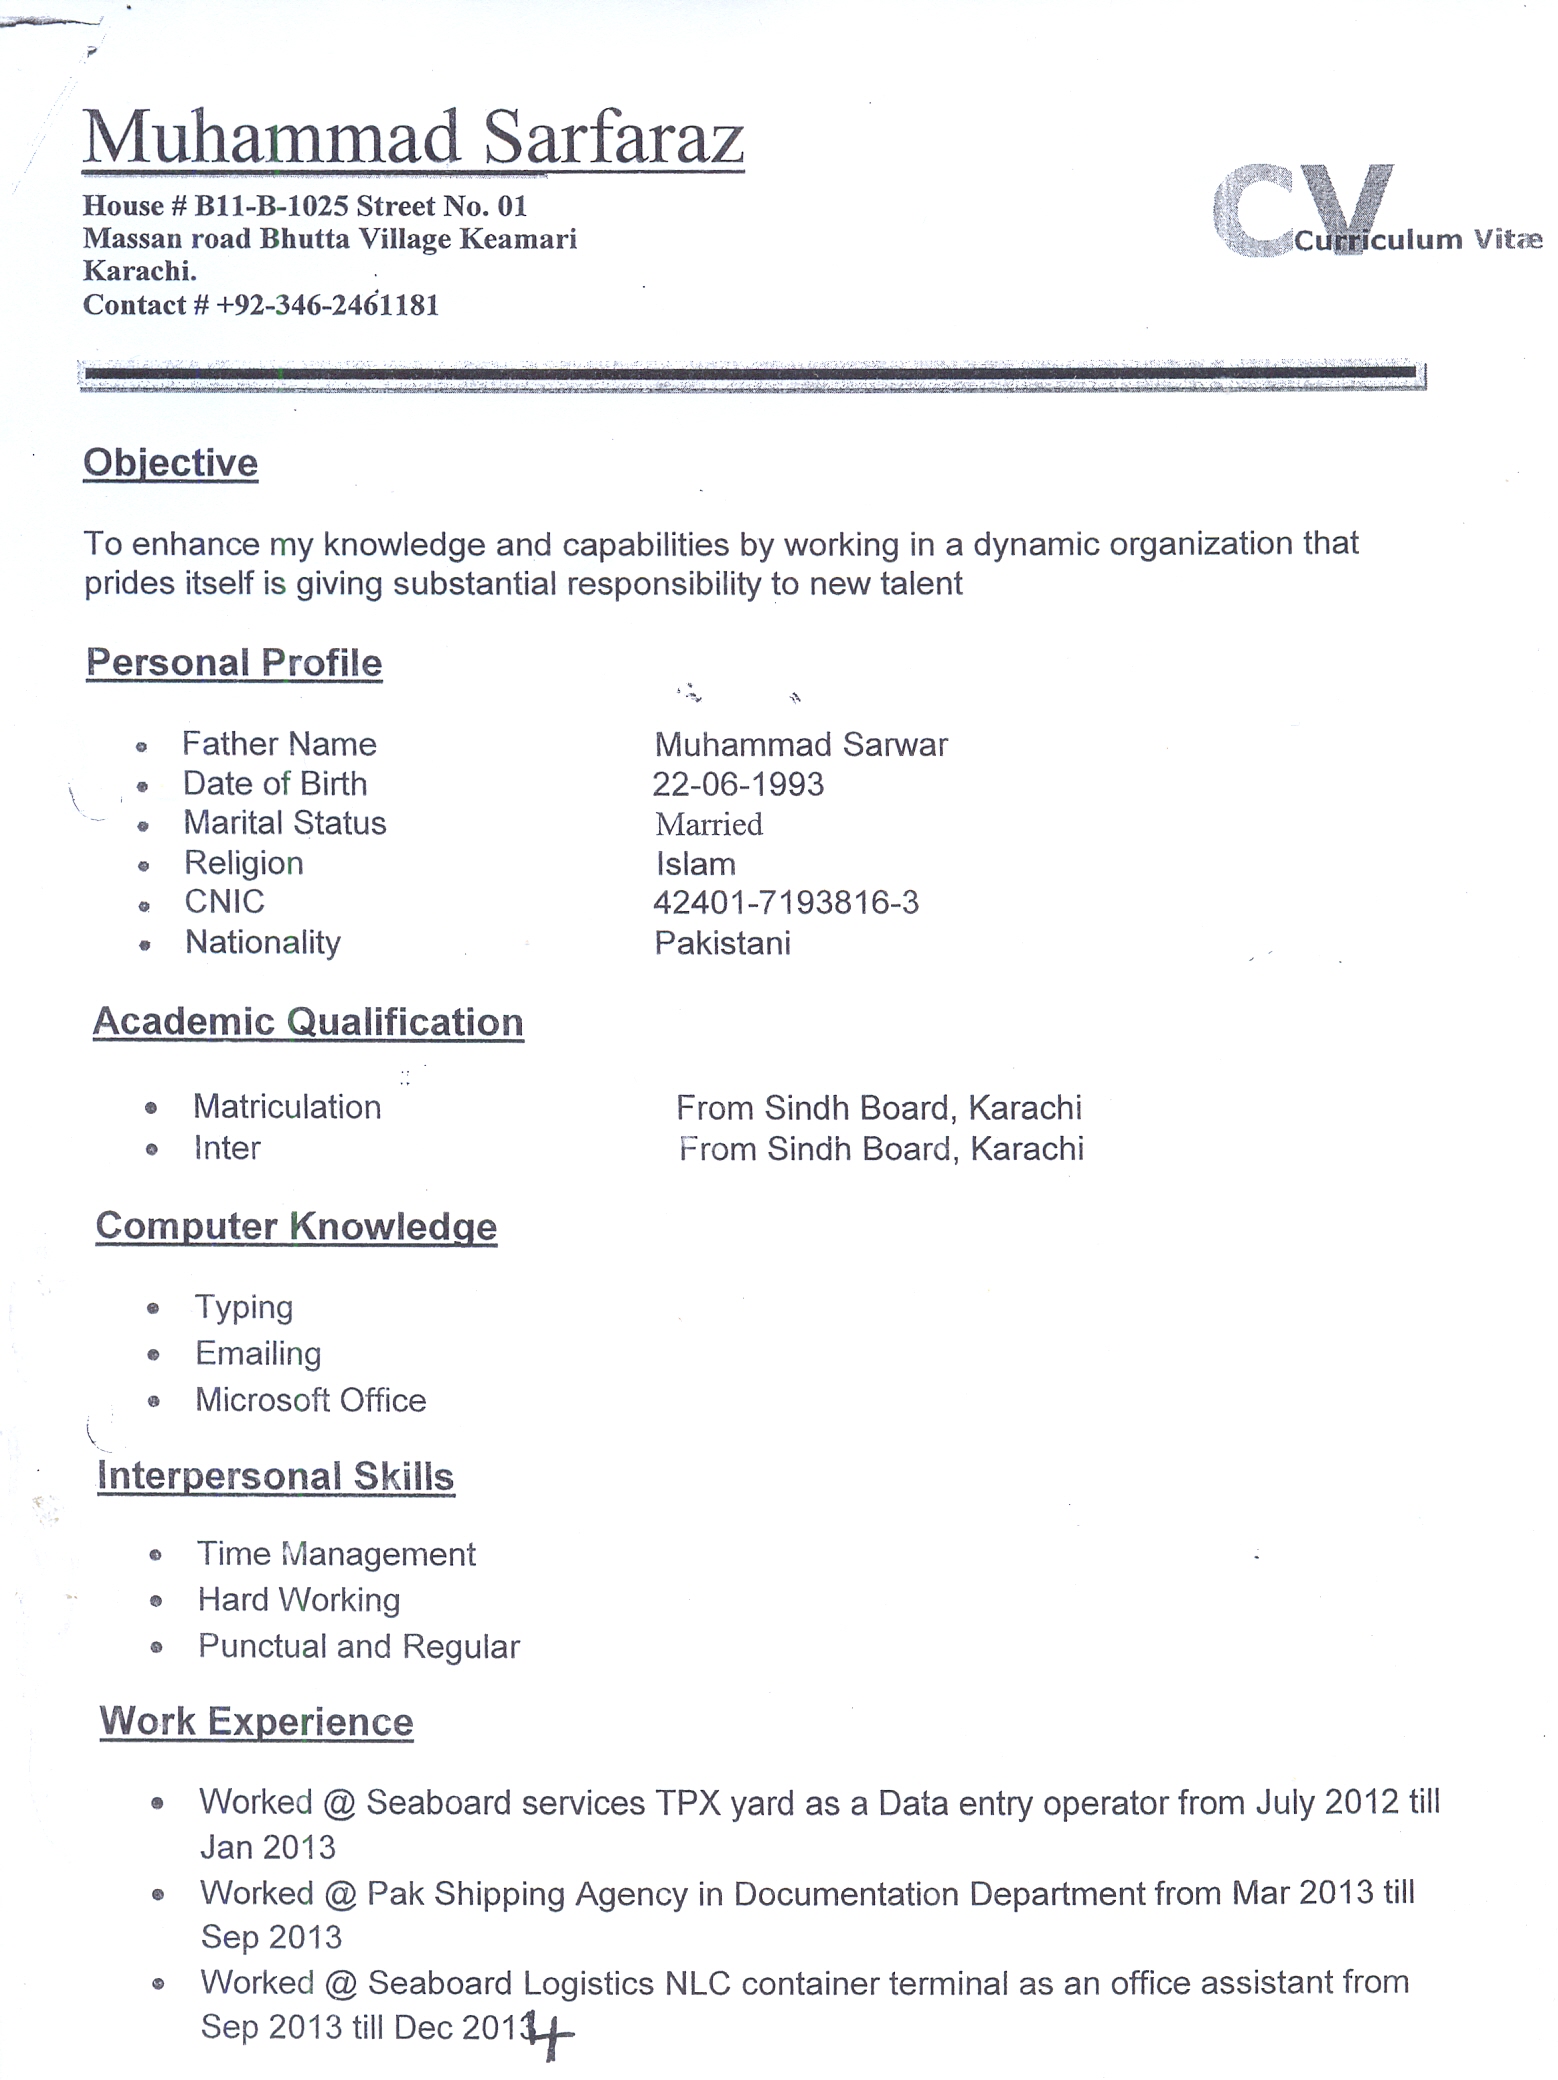 Muhammad Sarfaraz
House # B11-B-1025 Street No. 01
Massan road Bhutta Village Keamari
Karachi.
Contact # +92-346-2461181
CV
Curriculum Vitæ
Objective
To enhance my knowledge and capabilities by working in a dynamic organization that
prides itself is giving substantial responsibility to new talent
Personal Profile
• Father Name Muhammad Sarwar
• Date of Birth 22-06-1993
• Marital Status Married
• Religion Islam
• CNIC 42401-7193816-3
• Nationality Pakistani
Academic Qualification
• Matriculation From Sindh Board, Karachi
• Inter From Sindh Board, Karachi
Computer Knowledge
• Typing
• Emailing
• Microsoft Office
Interpersonal Skills
• Time Management
• Hard Working
• Punctual and Regular
Work Experience
• Worked @ Seaboard services TPX yard as a Data entry operator from July 2012 till
Jan 2013
• Worked @ Pak Shipping Agency in Documentation Department from Mar 2013 till
Sep 2013
• Worked @ Seaboard Logistics NLC container terminal as an office assistant from
Sep 2013 till Dec 2014